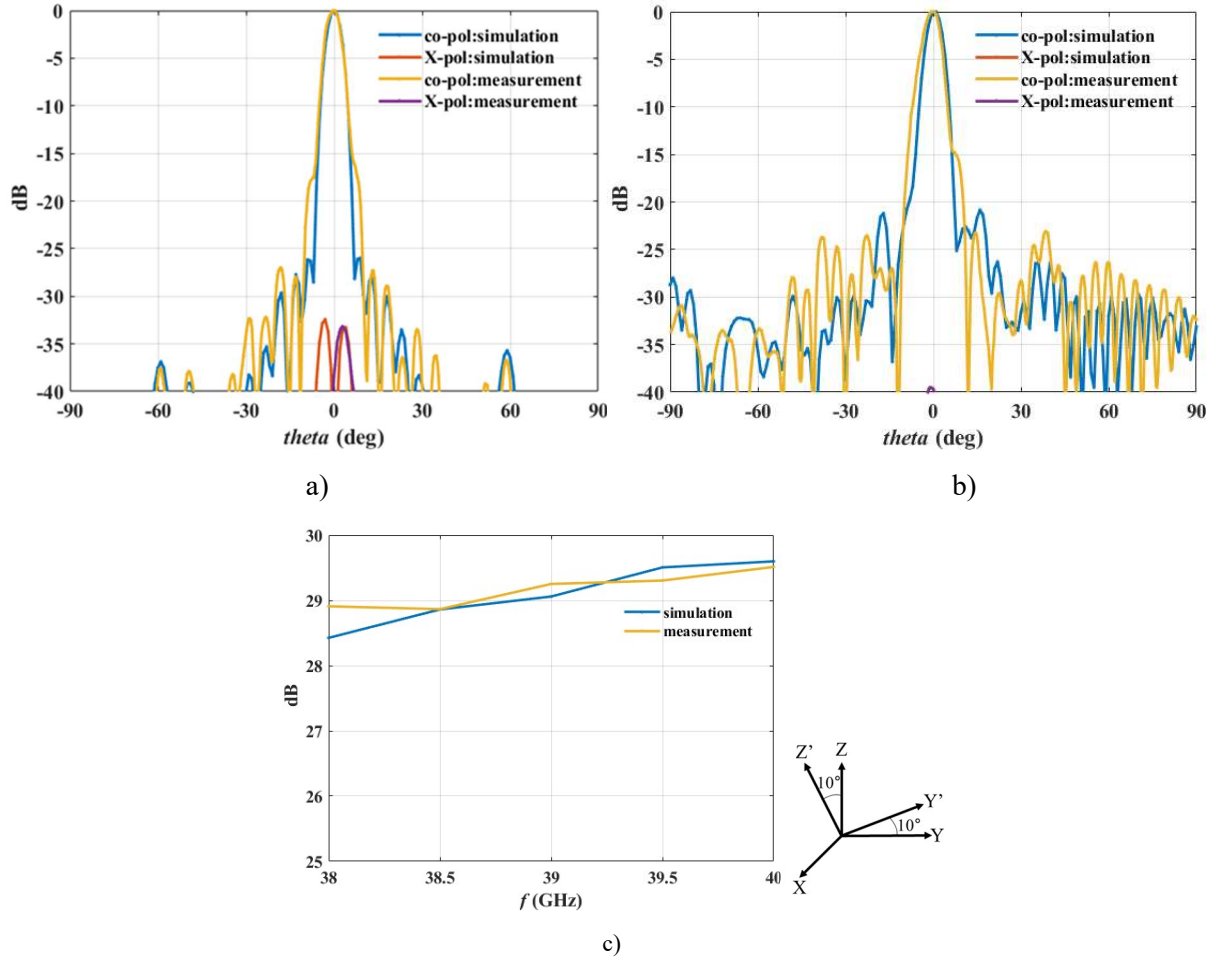 0
-5
-10
-15
-20
-25
-30
-35
-40
dB
co-pol:simulation
X-pol:simulation
co-pol:measurement
X-pol:measurement
-90 -60 -30 0 30 60 90
theta (deg)
a)
0
-5
-10
-15
-20
-25
-30
-35
-40
dB
co-pol:simulation
X-pol:simulation
co-pol:measurement
X-pol:measurement
-90 -60 -30 0 30 60 90
theta (deg)
b)
30
29
28
27
26
25
dB
simulation
measurement
38 38.5 39 39.5 40
f (GHz)
Z' Z
10°
Y'
10°
Y
X
c)